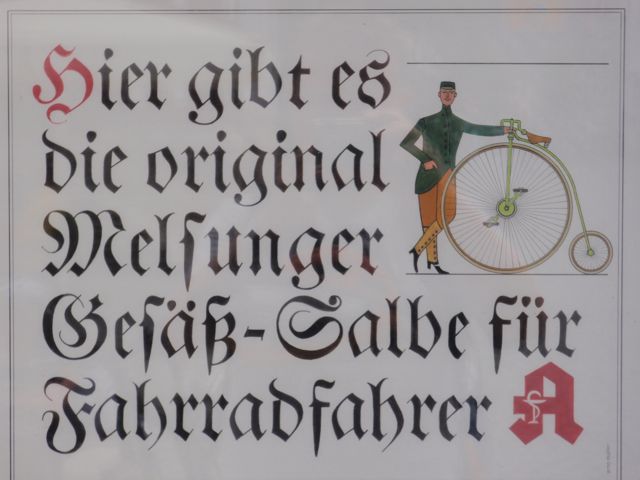 Hier gibt es
die original
Melſunger
Geſäß-Salbe für
Fahrradfahrer